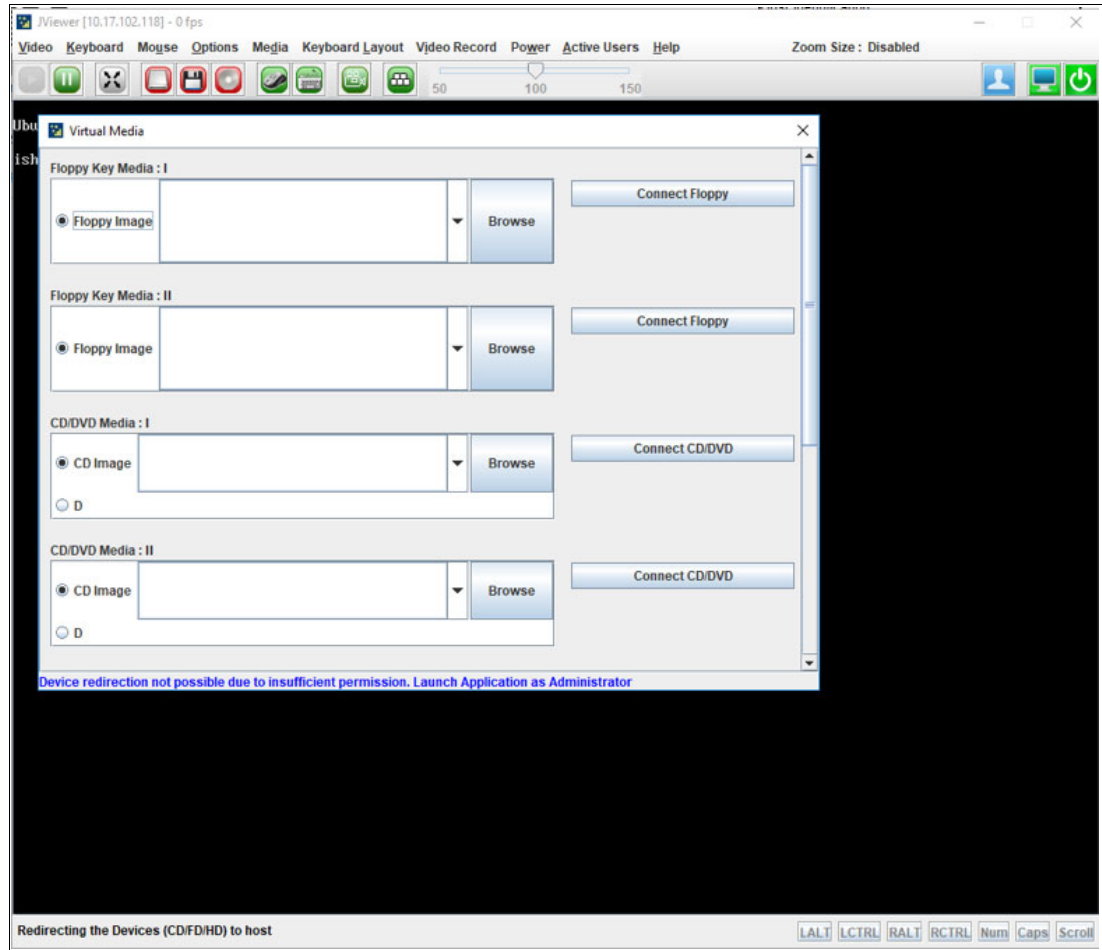 JViewer [10.17.102.118] - 0 fps
Video Keyboard Mouse Options Media Keyboard Layout Video Record Power Active Users Help Zoom Size : Disabled
50 100 150
Ubu
ish
Virtual Media
Floppy Key Media : I
Floppy Image Browse Connect Floppy
Floppy Key Media : II
Floppy Image Browse Connect Floppy
CD/DVD Media : I
CD Image Browse Connect CD/DVD
D
CD/DVD Media : II
CD Image Browse Connect CD/DVD
D
Device redirection not possible due to insufficient permission. Launch Application as Administrator
Redirecting the Devices (CD/FD/HD) to host LALT LCTRL RALT RCTRL Num Caps Scroll